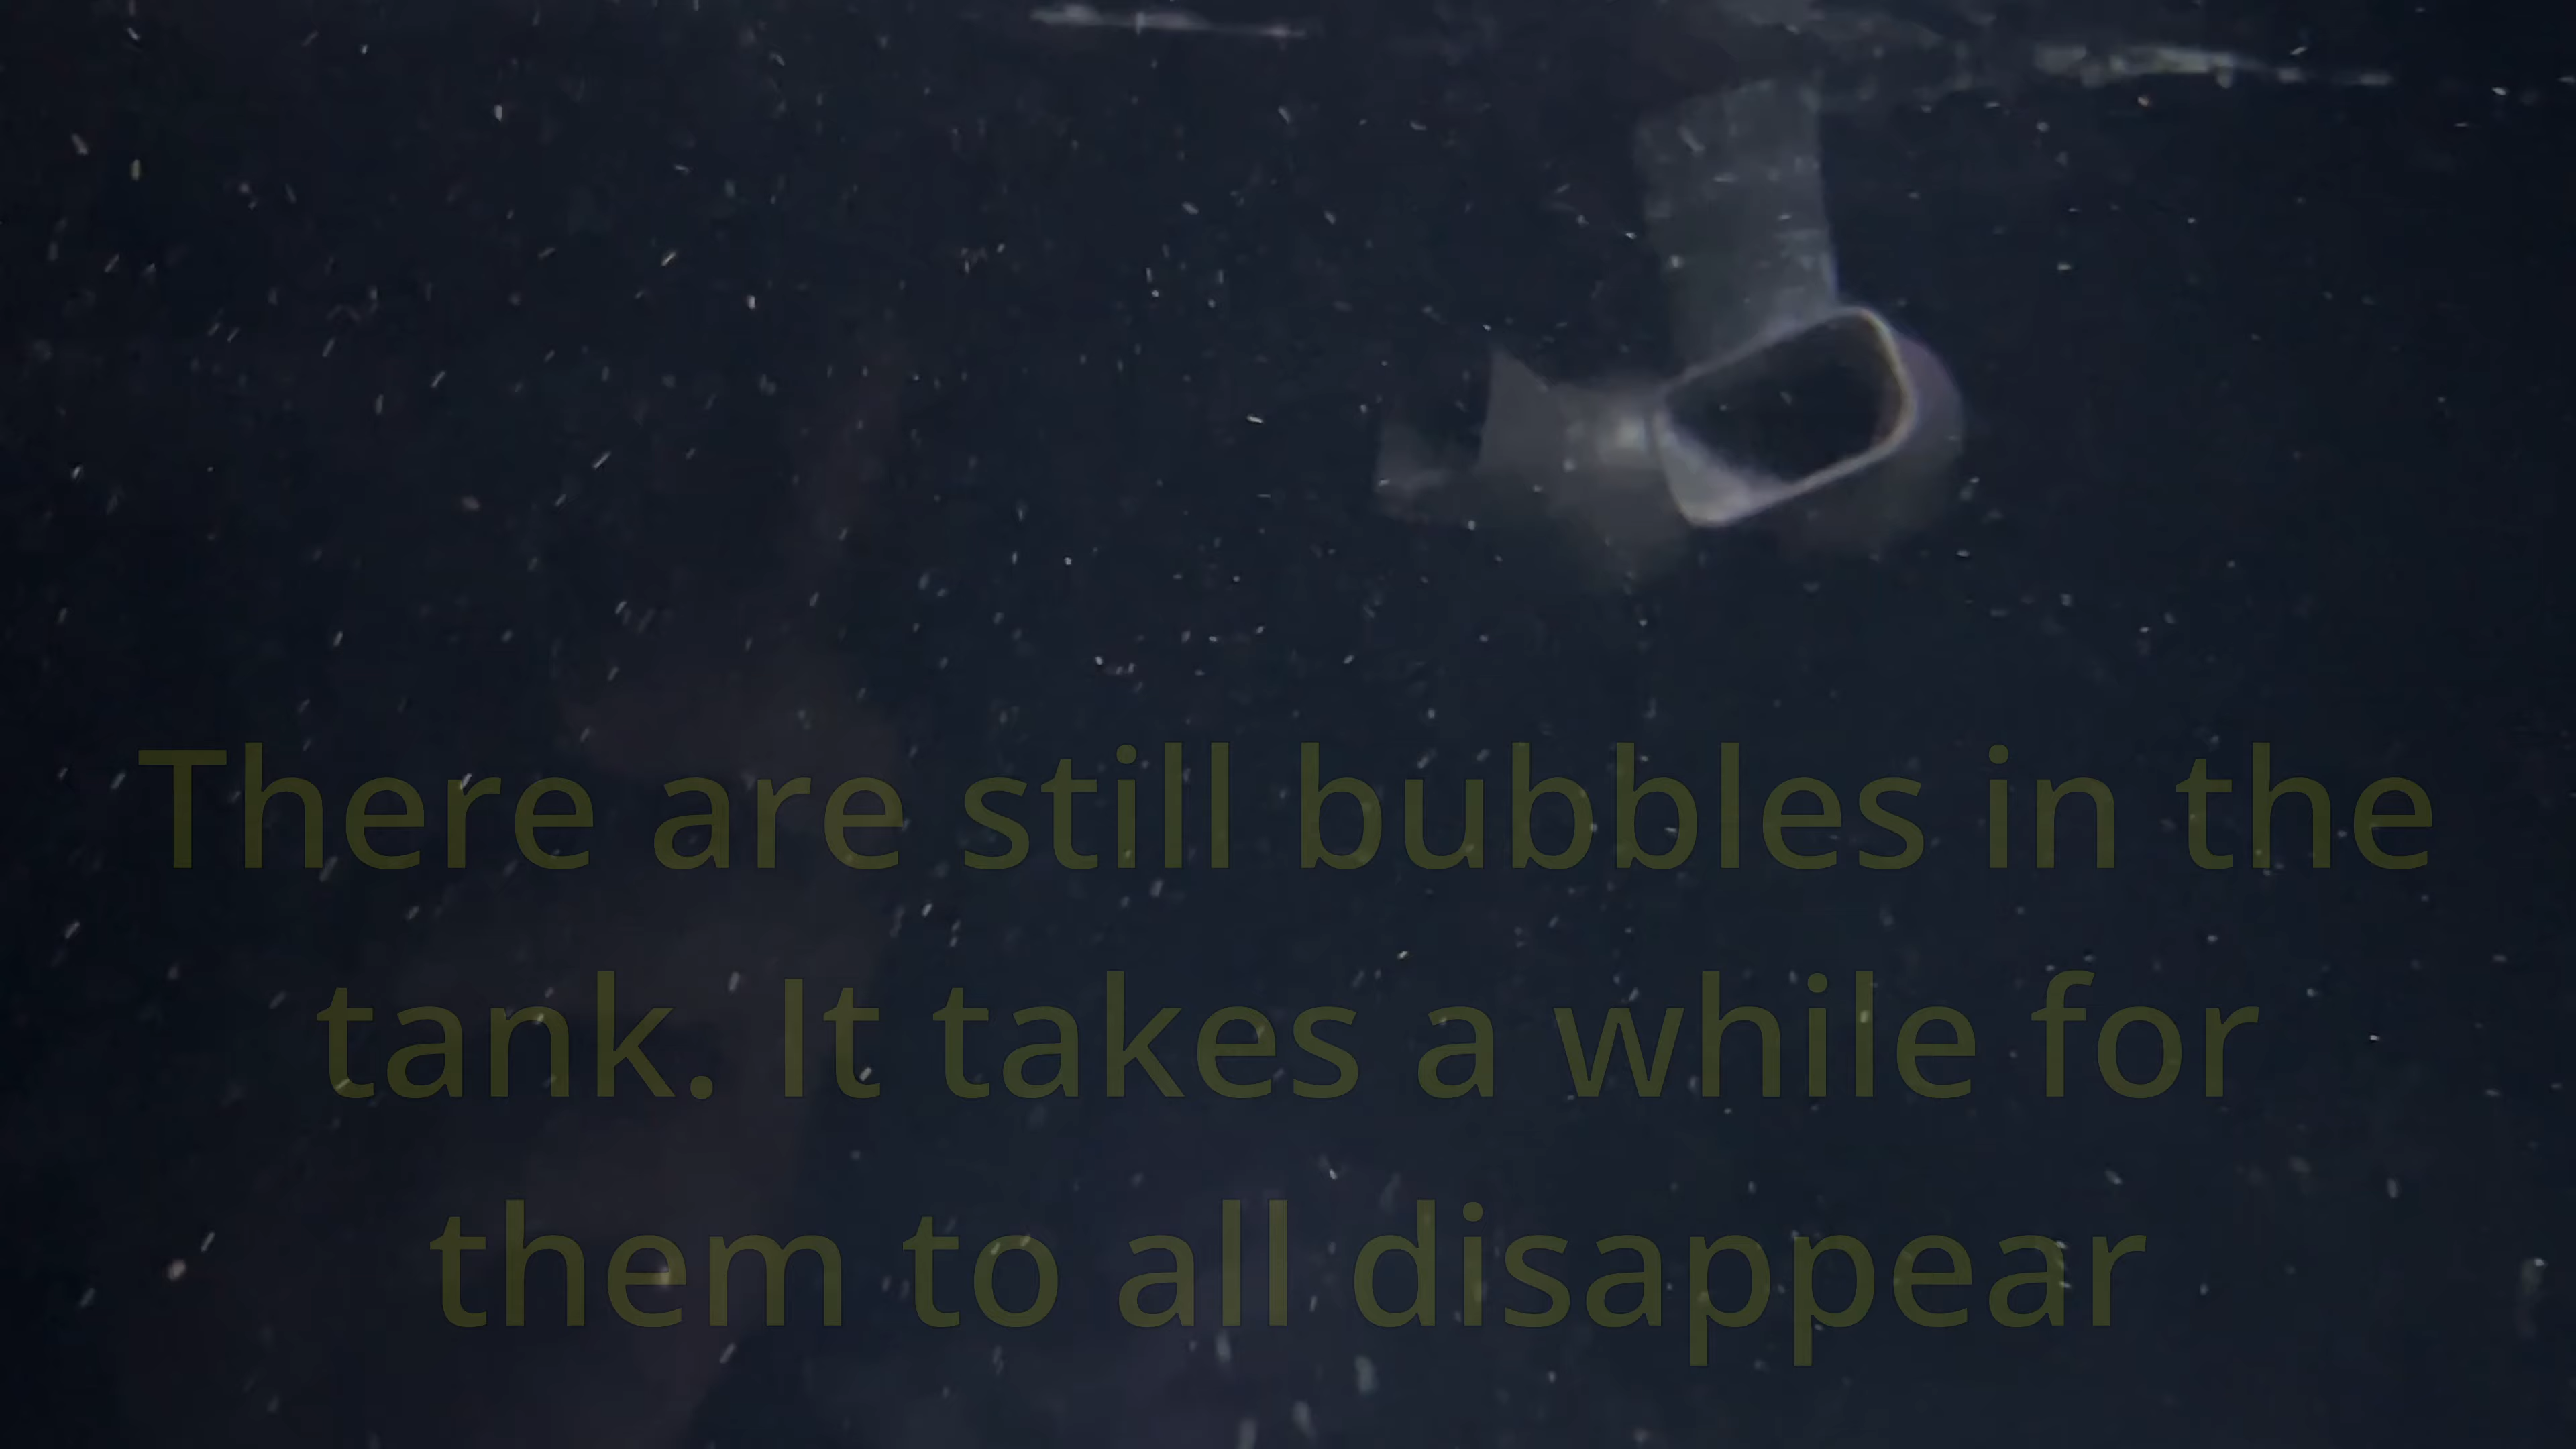 There are still bubbles in the
tank. It takes a while for
them to all disappear